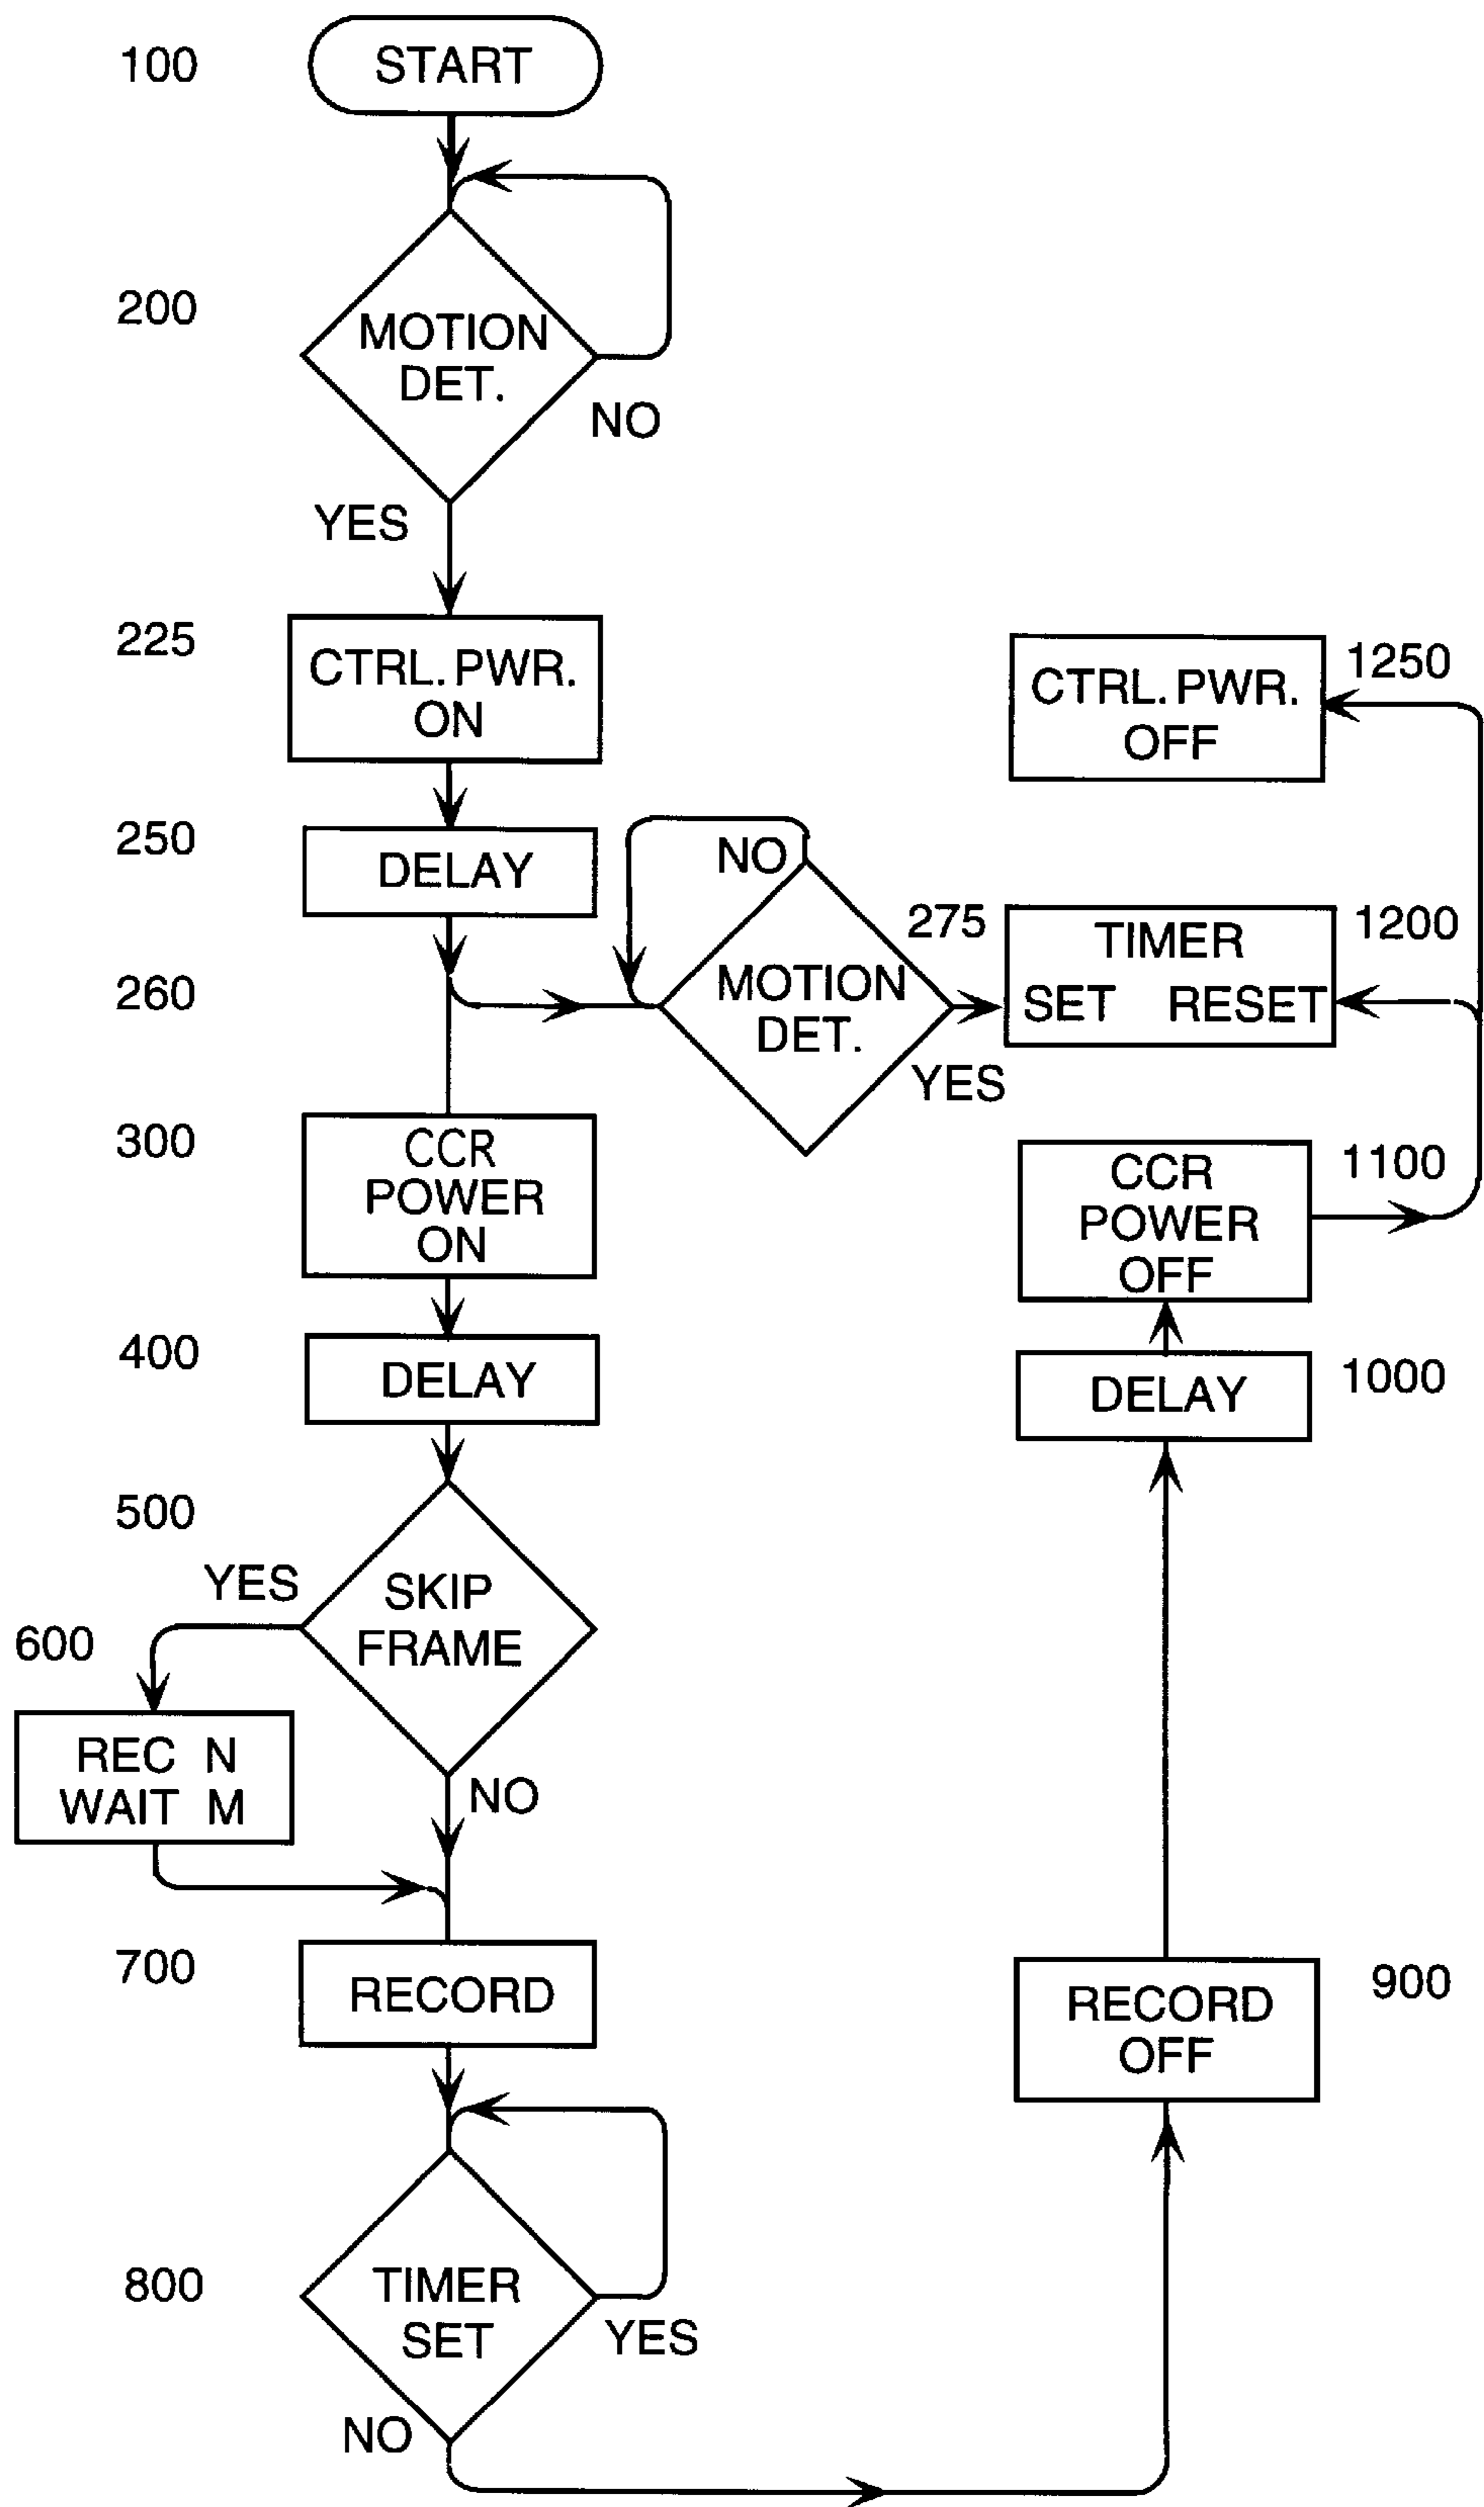 100
START
200
MOTION
DET.
NO
YES
225
CTRL. PWR.
ON
250
DELAY
260
NO
MOTION
DET.
275
YES
TIMER
SET RESET
1200
CTRL. PWR.
OFF
1250
300
CCR
POWER
ON
CCR
POWER
OFF
1100
400
DELAY
DELAY
1000
500
SKIP
FRAME
YES
NO
600
REC N
WAIT M
700
RECORD
RECORD
OFF
900
800
TIMER
SET
YES
NO